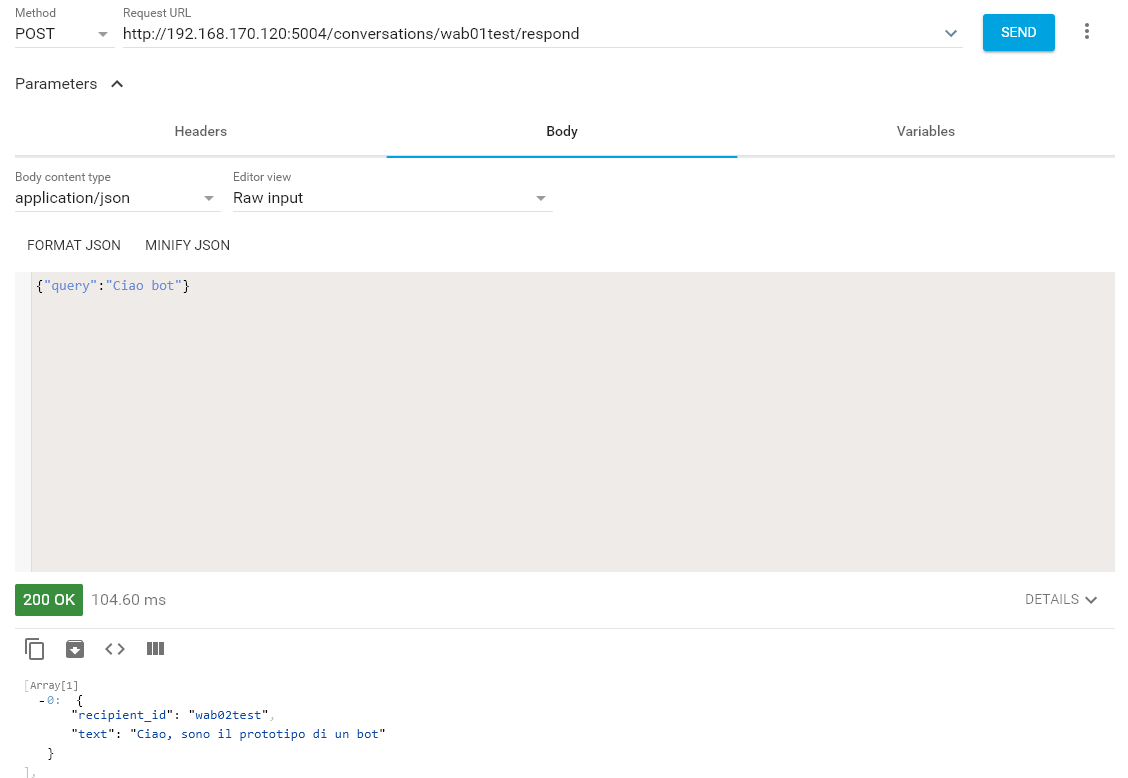 Method
Request URL
POST
http://192.168.170.120:5004/conversations/wab01test/respond
SEND
Parameters
Headers
Body
Variables
Body content type
Editor view
application/json
Raw input
FORMAT JSON
MINIFY JSON
{"query":"Ciao bot"}
200 OK
104.60 ms
DETAILS
[Array[1]
-0: {
"recipient_id": "wab02test",
"text": "Ciao, sono il prototipo di un bot"
}
],